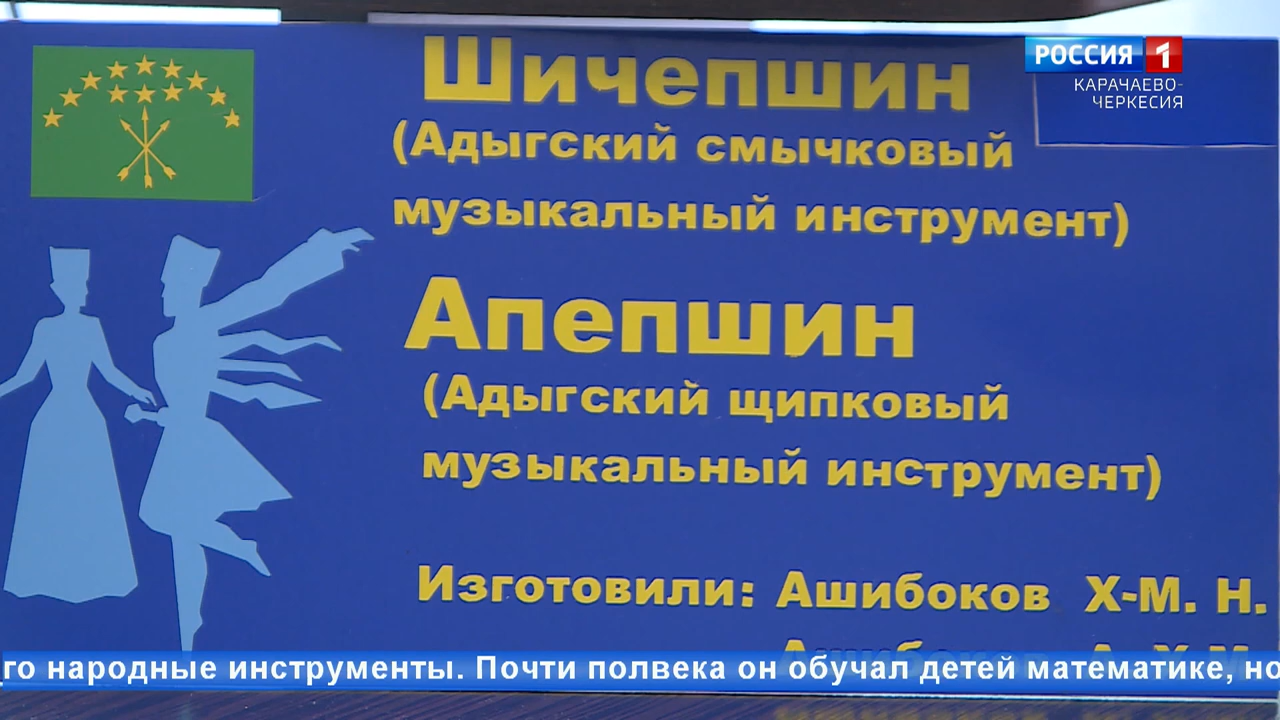 РОССИЯ 1
КАРАЧАЕВО-
ЧЕРКЕСИЯ
Шичепшин
(Адыгский смычковый
музыкальный инструмент)
Апепшин
(Адыгский щипковый
музыкальный инструмент)
Изготовили: Ашибоков Х-М. Н.
народные инструменты. Почти полвека он обучал детей математике, но